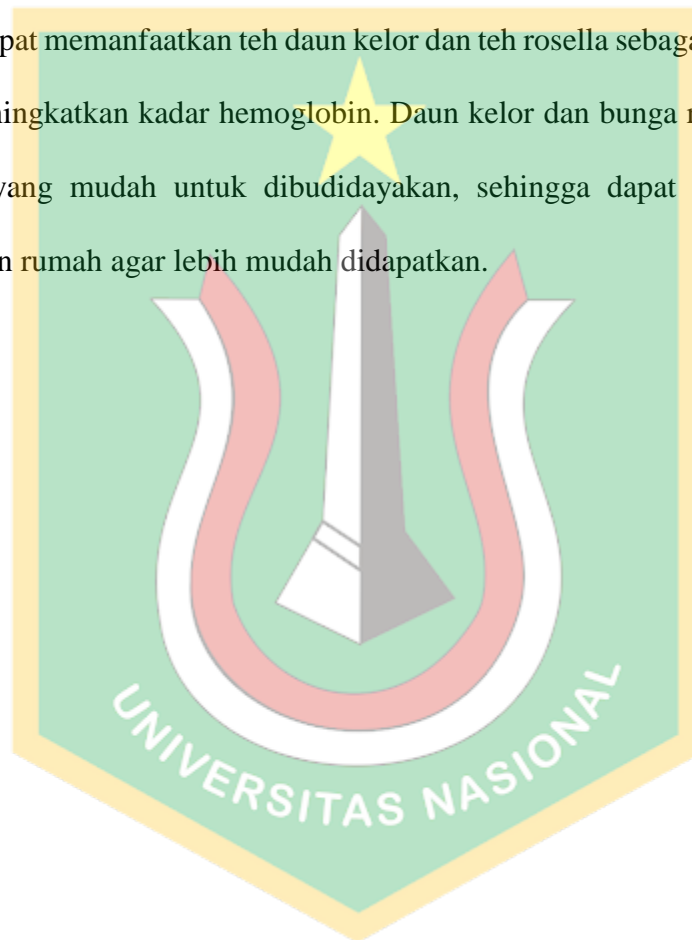 pat memanfaatkan teh daun kelor dan teh rosella sebaga
ingkatkan kadar hemoglobin. Daun kelor dan bunga
yang mudah untuk dibudidayakan, sehingga dapat
n rumah agar lebih mudah didapatkan.
UNIVERSITAS NASIONAL